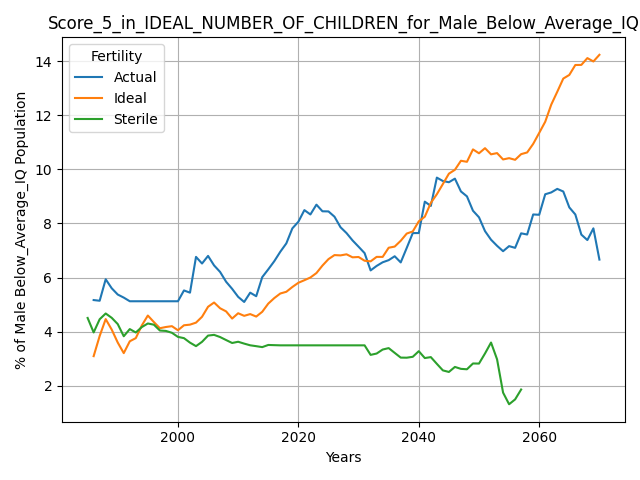 Score_5_in_IDEAL_NUMBER_OF_CHILDREN_for_Male_Below_Average_IQ
% of Male Below_Average_IQ Population
14
12
10
8
6
4
2
Fertility
Actual
Ideal
Sterile
2000
2020
2040
2060
Years